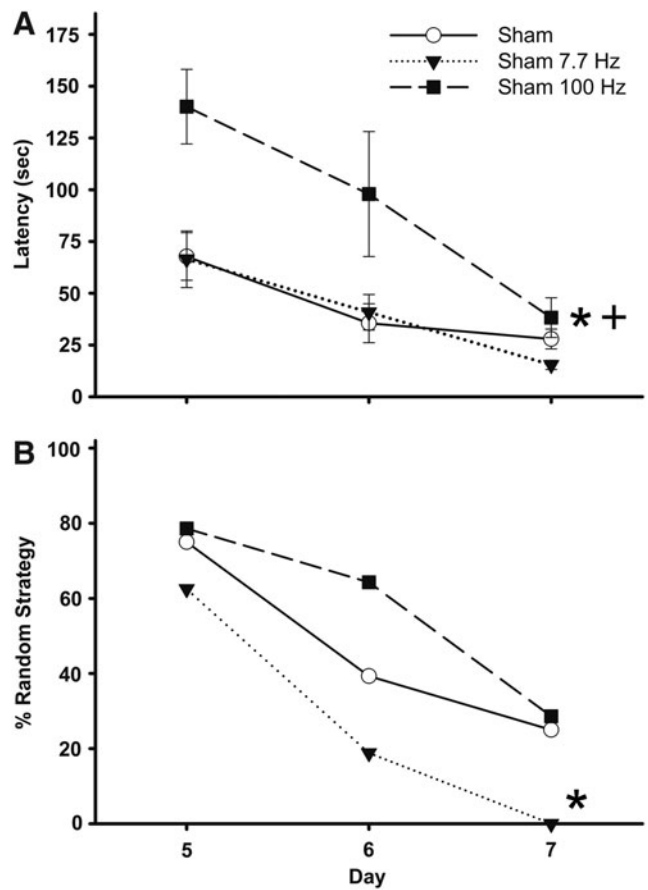 A
175
150
125
100
75
50
25
0
Latency (sec)
Sham
Sham 7.7 Hz
Sham 100 Hz
* +
B
100
80
60
40
20
0
% Random Strategy
*
5 6 7
Day